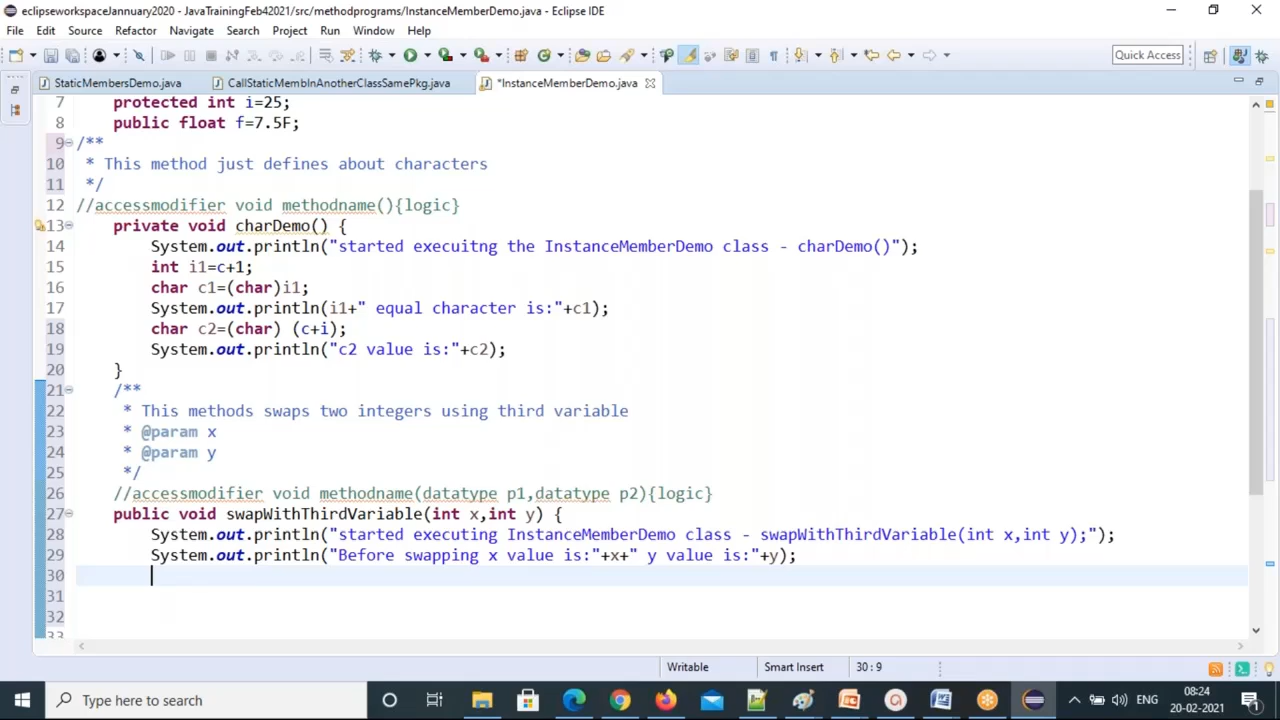 eclipseworkspaceJannuary2020 - JavaTrainingFeb42021/src/methodprograms/InstanceMemberDemo.java - Eclipse IDE
File Edit Source Refactor Navigate Search Project Run Window Help
Quick Access
StaticMembersDemo.java CallStaticMembInAnotherClassSamePkg.java *InstanceMemberDemo.java
7 protected int i=25;
8 public float f=7.5F;
9 /**
10 * This method just defines about characters
11 */
12 //accessmodifier void methodname(){logic}
13 private void charDemo() {
14 System.out.println("started execuitng the InstanceMemberDemo class - charDemo()");
15 int i1=c+1;
16 char c1=(char)i1;
17 System.out.println(i1+" equal character is:"+c1);
18 char c2=(char) (c+i);
19 System.out.println("c2 value is:"+c2);
20 }
21 /**
22 * This methods swaps two integers using third variable
23 * @param x
24 * @param y
25 */
26 //accessmodifier void methodname(datatype p1,datatype p2){logic}
27 public void swapWithThirdVariable(int x,int y) {
28 System.out.println("started executing InstanceMemberDemo class - swapWithThirdVariable(int x,int y);");
29 System.out.println("Before swapping x value is:"+x+" y value is:"+y);
30
31
32
33
Writable Smart Insert 30 : 9
Type here to search
ENG
08:24
20-02-2021
1